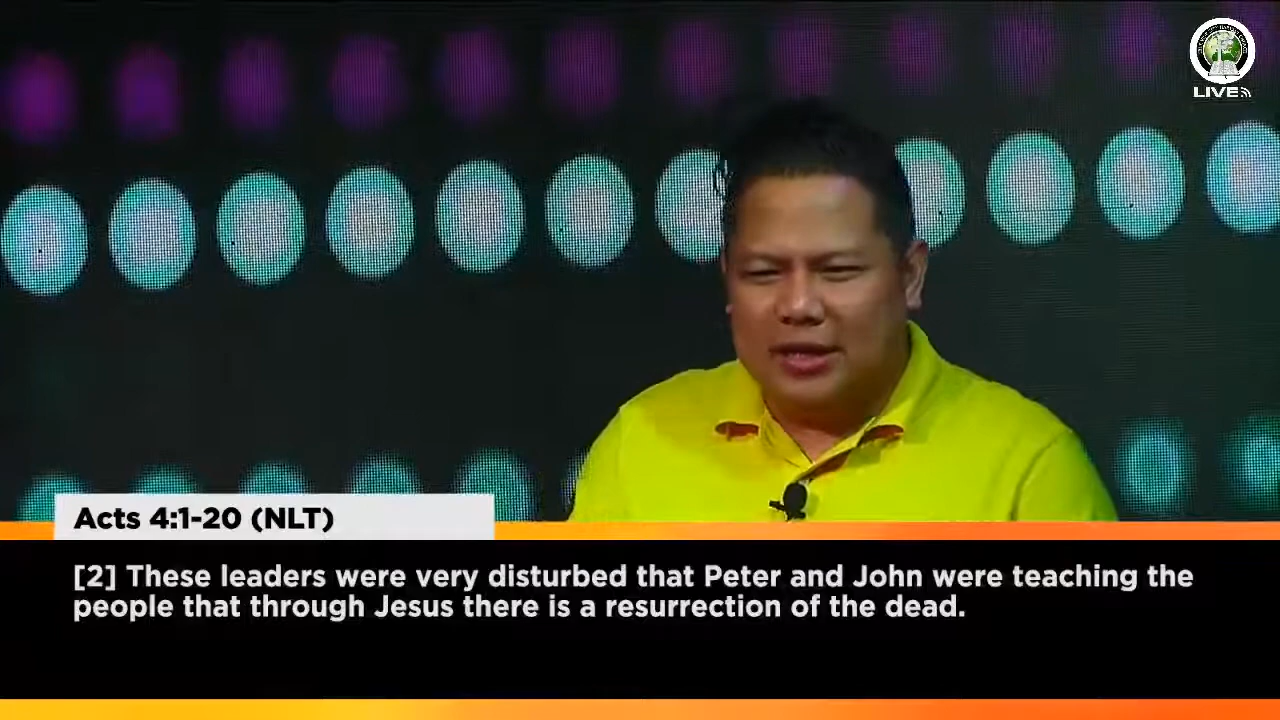 LIVE
Acts 4:1-20 (NLT)
[2] These leaders were very disturbed that Peter and John were teaching the
people that through Jesus there is a resurrection of the dead.